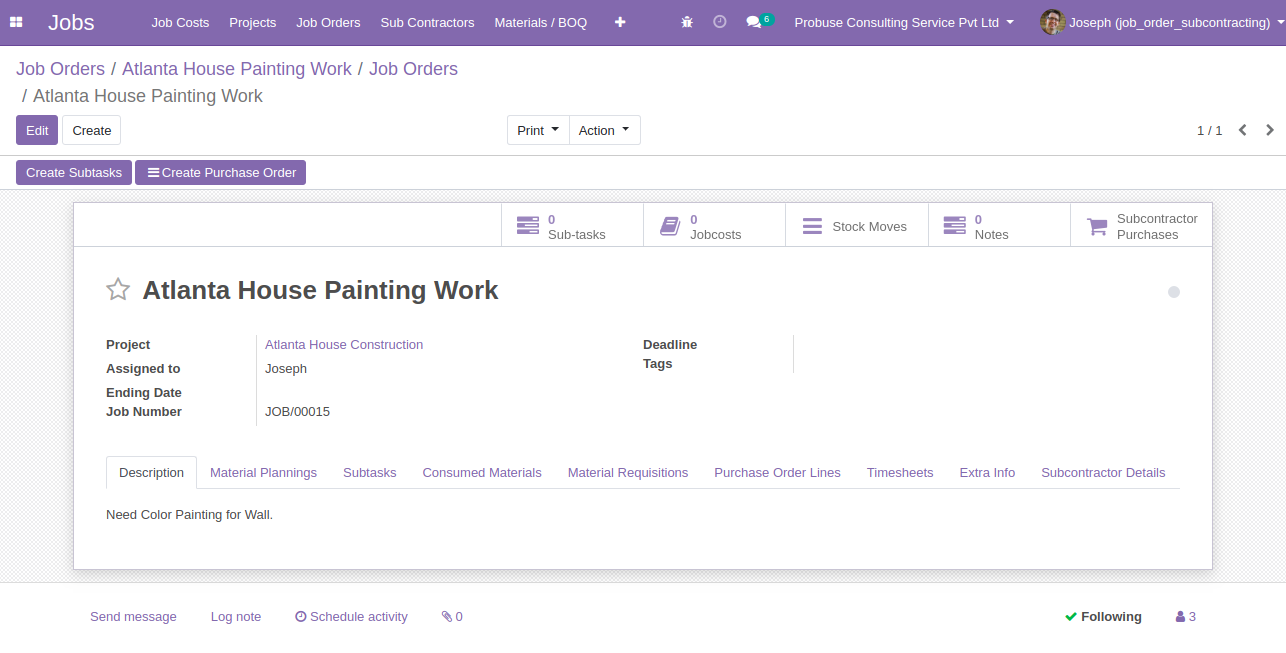 Jobs Job Costs Projects Job Orders Sub Contractors Materials / BOQ 6 Probuse Consulting Service Pvt Ltd Joseph (job_order_subcontracting)
Job Orders / Atlanta House Painting Work / Job Orders
/ Atlanta House Painting Work
Edit Create Print Action 1 / 1
Create Subtasks Create Purchase Order
0 Sub-tasks
0 Jobcosts
Stock Moves
0 Notes
Subcontractor Purchases
Atlanta House Painting Work
Project Atlanta House Construction
Assigned to Joseph
Ending Date
Job Number JOB/00015
Deadline
Tags
Description Material Plannings Subtasks Consumed Materials Material Requisitions Purchase Order Lines Timesheets Extra Info Subcontractor Details
Need Color Painting for Wall.
Send message Log note Schedule activity 0 Following 3